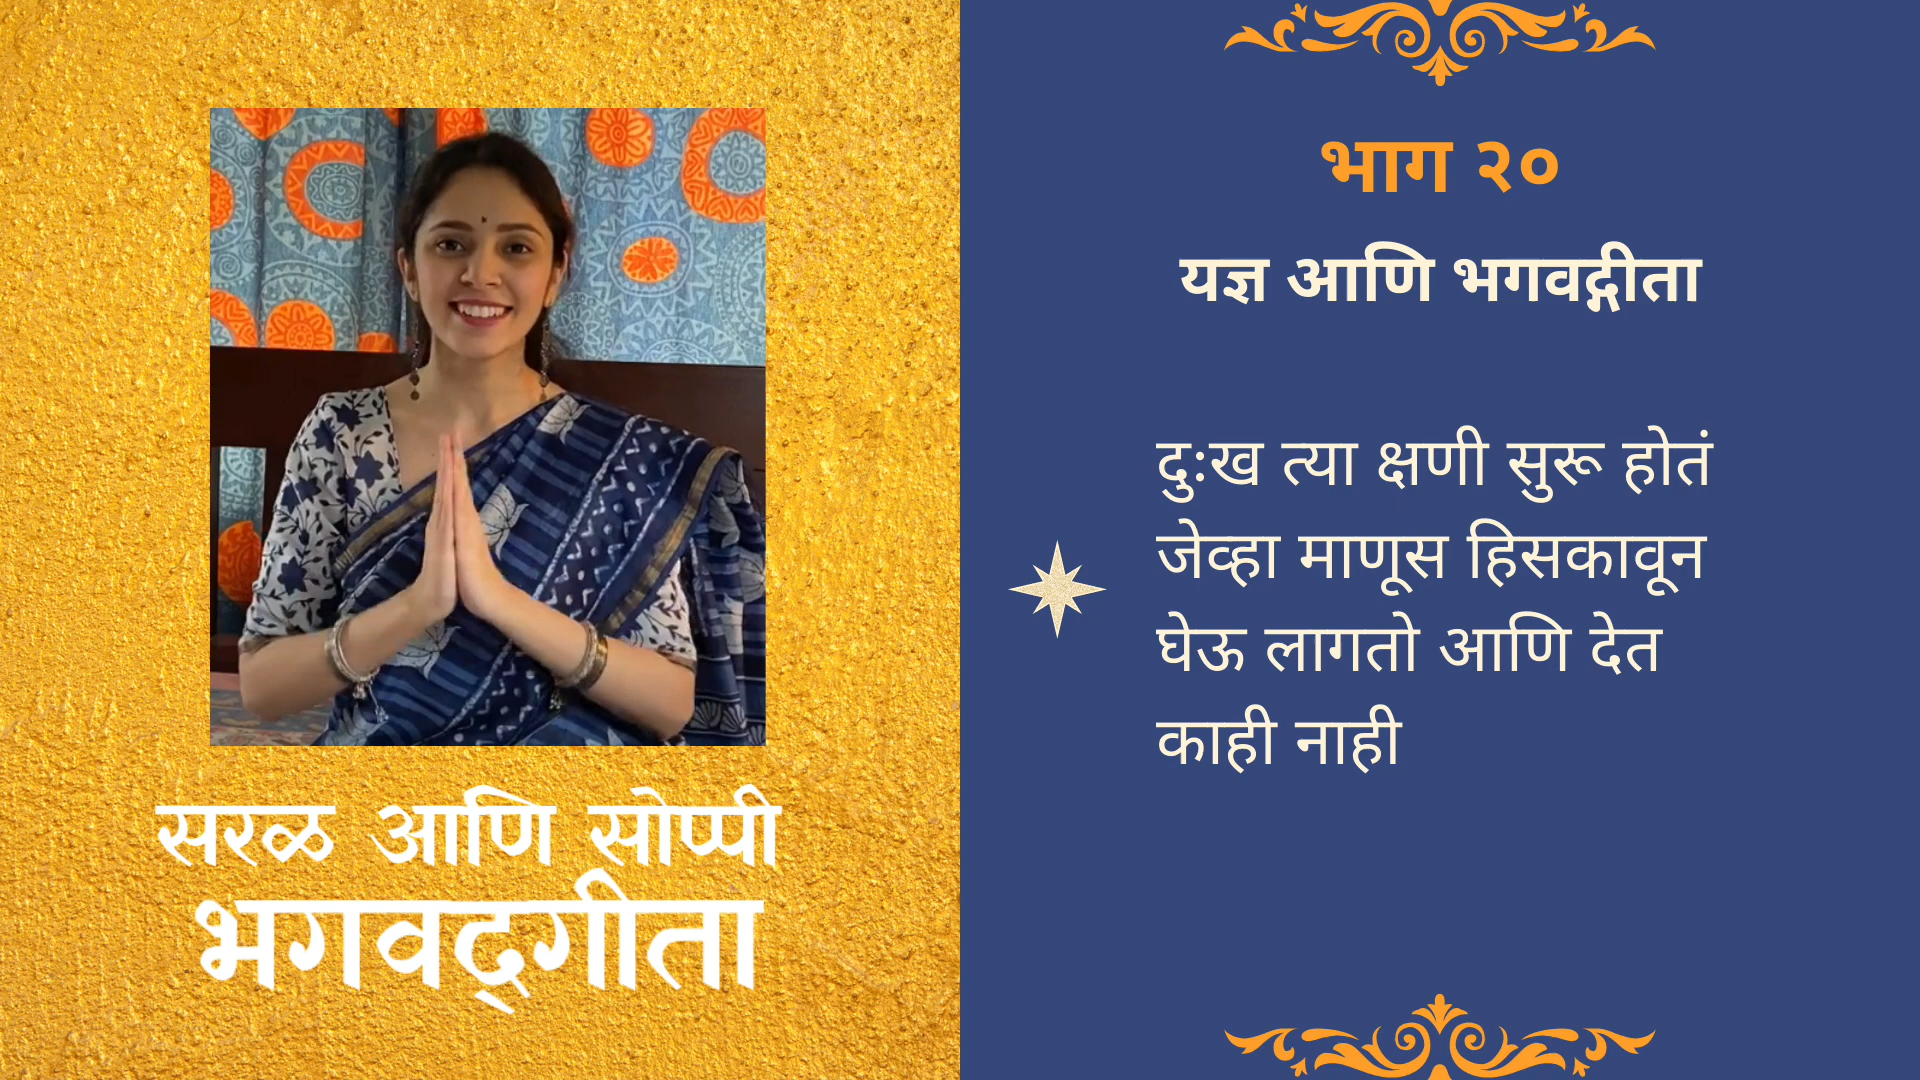 सरळ आणि सोप्पी
भगवद्‌गीता
भाग २०
यज्ञ आणि भगवद्गीता
दुःख त्या क्षणी सुरू होतं
जेव्हा माणूस हिसकावून
घेऊ लागतो आणि देत
काही नाही